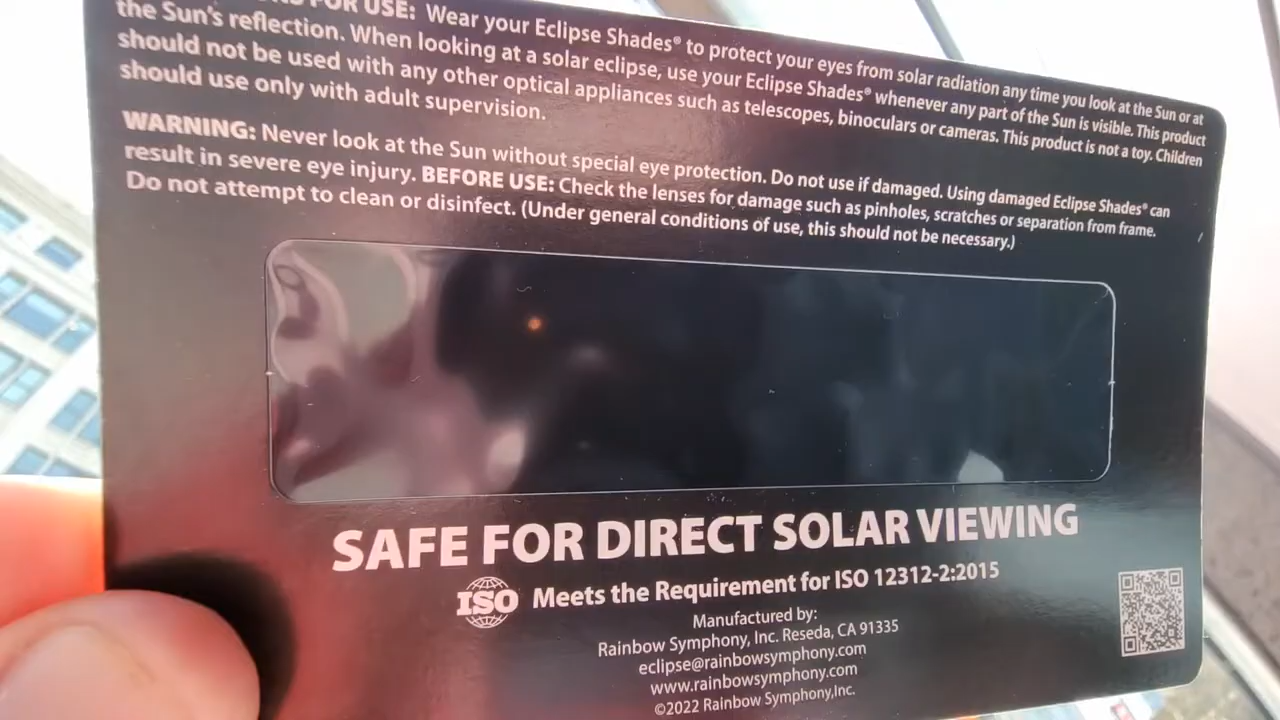 FOR USE: Wear your Eclipse Shades® to protect your eyes from solar radiation any time you look at the Sun or at
the Sun's reflection. When looking at a solar eclipse, use your Eclipse Shades® whenever any part of the Sun is visible. This product
should not be used with any other optical appliances such as telescopes, binoculars or cameras. This product is not a toy. Children
should use only with adult supervision.
WARNING: Never look at the Sun without special eye protection. Do not use if damaged. Using damaged Eclipse Shades® can
result in severe eye injury. BEFORE USE: Check the lenses for damage such as pinholes, scratches or separation from frame.
Do not attempt to clean or disinfect. (Under general conditions of use, this should not be necessary.)
SAFE FOR DIRECT SOLAR VIEWING
ISO Meets the Requirement for ISO 12312-2:2015
Manufactured by:
Rainbow Symphony, Inc. Reseda, CA 91335
eclipse@rainbowsymphony.com
www.rainbowsymphony.com
©2022 Rainbow Symphony,Inc.